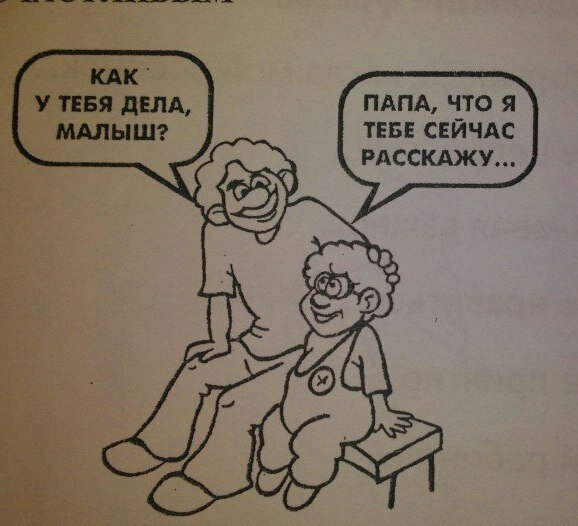 КАК
У ТЕБЯ ДЕЛА,
МАЛЫШ?
ПАПА, ЧТО Я
ТЕБЕ СЕЙЧАС
РАССКАЖУ...